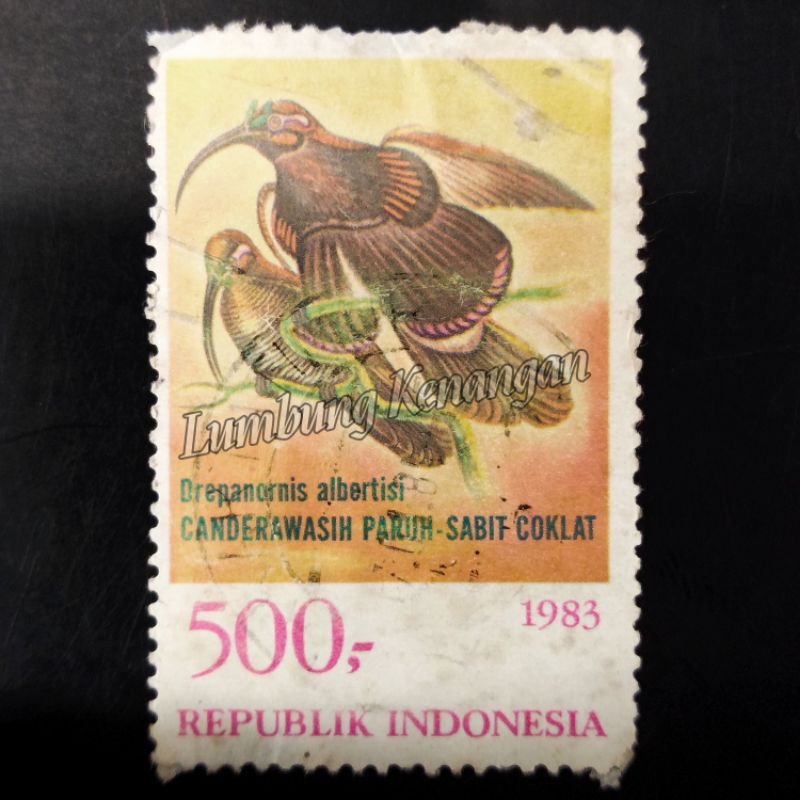 Lumbung Kenangan
Drepanornis albertisi
CANDERAWASIH PARUH-SABIT COKLAT
500,-
1983
REPUBLIK INDONESIA